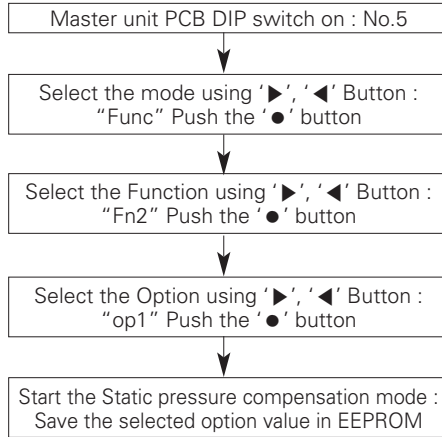 Master unit PCB DIP switch on : No.5
Select the mode using ‘▶’, ‘◀’ Button :
“Func” Push the ‘●’ button
Select the Function using ‘▶’, ‘◀’ Button :
“Fn2” Push the ‘●’ button
Select the Option using ‘▶’, ‘◀’ Button :
“op1” Push the ‘●’ button
Start the Static pressure compensation mode :
Save the selected option value in EEPROM